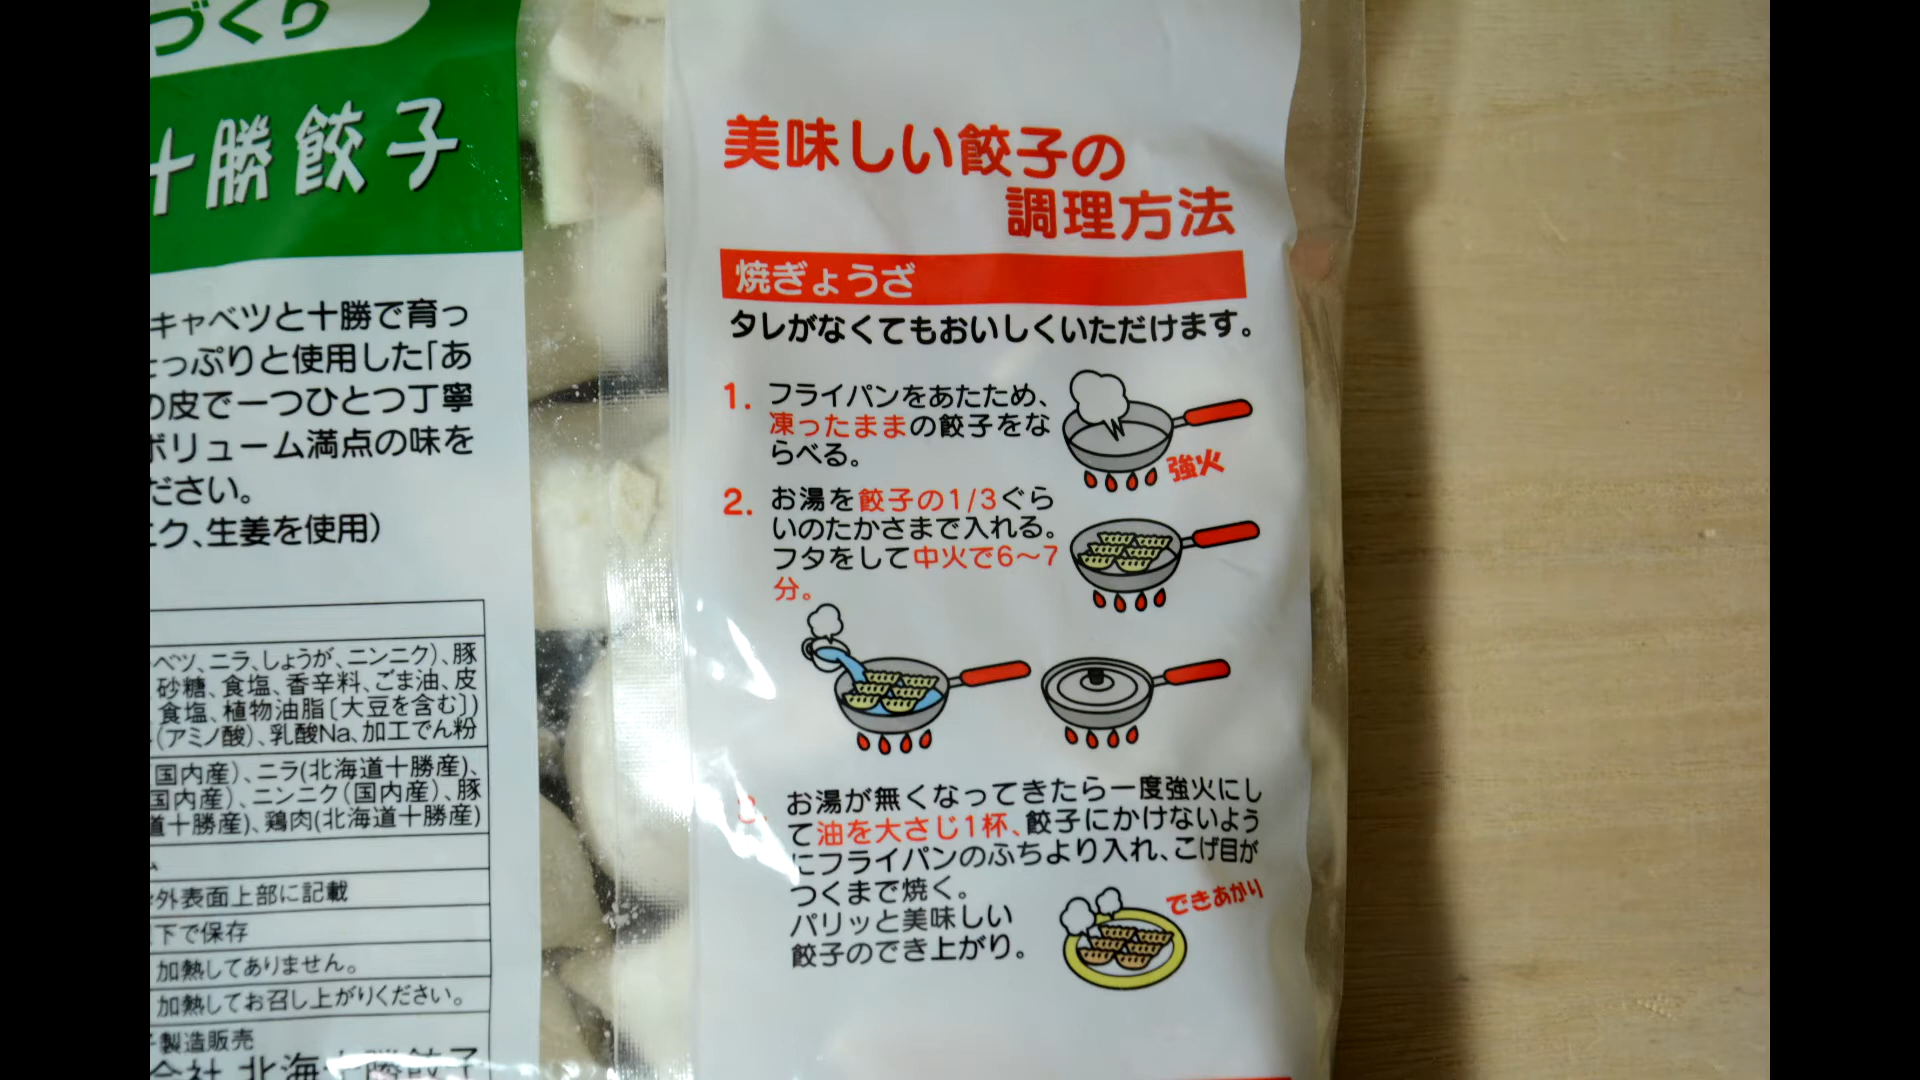 づくり
十勝餃子
キャベツと十勝で育っ
っぷりと使用した「あ
の皮で一つひとつ丁寧
ボリューム満点の味を
ださい。
ニク、生姜を使用）
ベツ、ニラ、しょうが、ニンニク）、豚
砂糖、食塩、香辛料、ごま油、皮
食塩、植物油脂〔大豆を含む〕）
（アミノ酸）、乳酸Na、加工でん粉
国内産）、ニラ(北海道十勝産)、
国内産）、ニンニク（国内産）、豚
道十勝産)、鶏肉(北海道十勝産)
外表面上部に記載
下で保存
加熱してありません。
加熱してお召し上がりください。
製造販売
会社 北海十勝餃子
美味しい餃子の
調理方法
焼ぎょうざ
タレがなくてもおいしくいただけます。
1. フライパンをあたため、
凍ったままの餃子をな
らべる。
強火
2. お湯を餃子の1/3ぐら
いのたかさまで入れる。
フタをして中火で6〜7
分。
3. お湯が無くなってきたら一度強火にし
て油を大さじ1杯、餃子にかけないよう
にフライパンのふちより入れ、こげ目が
つくまで焼く。
パリッと美味しい
餃子のでき上がり。
できあがり